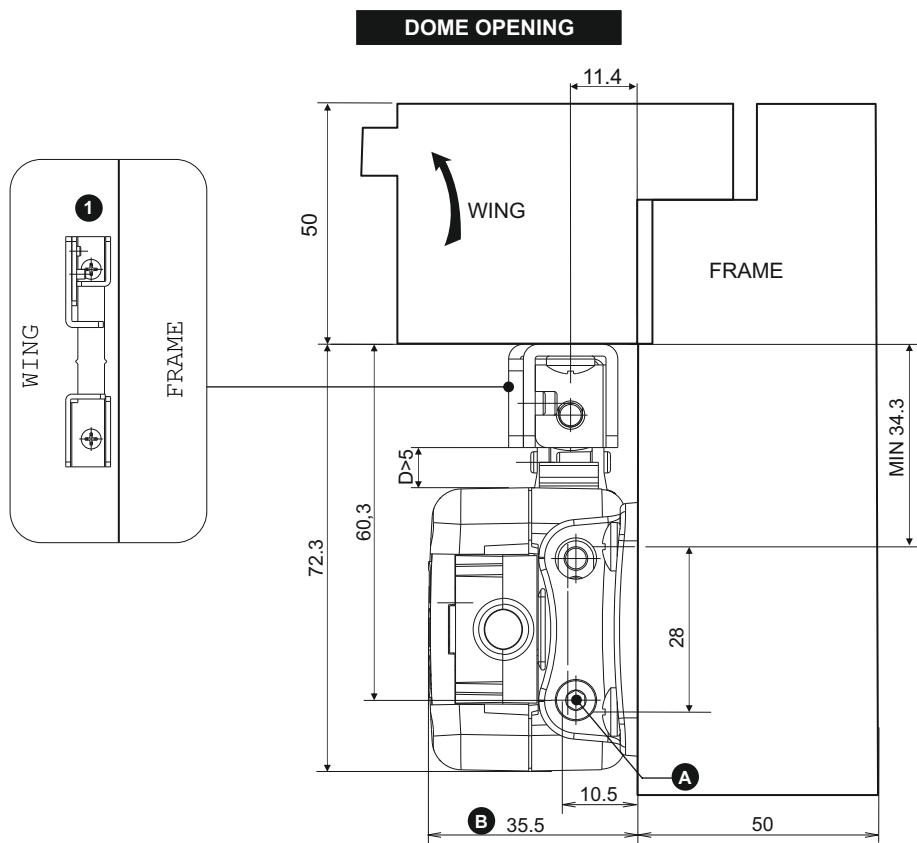 DOME OPENING
11.4
1
WING
FRAME
50
WING
FRAME
D>5
60,3
72.3
MIN 34.3
28
A
10.5
B 35.5
50